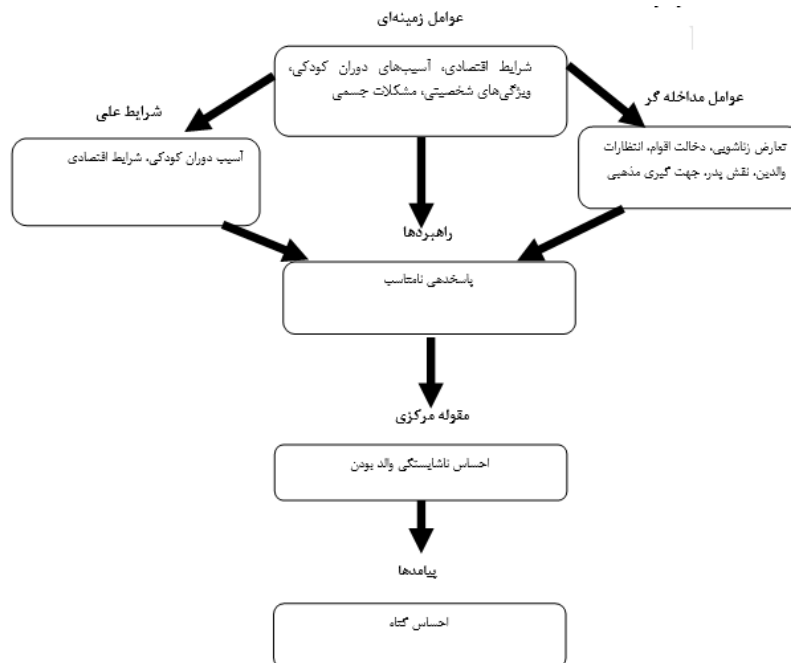 عوامل زمینه‌ای
شرایط اقتصادی، آسیب‌های دوران کودکی،
ویژگی‌های شخصیتی، مشکلات جسمی
عوامل مداخله گر
تعارض زناشویی، دخالت اقوام، انتظارات
والدین، نقش پدر، جهت گیری مذهبی
شرایط علی
آسیب دوران کودکی، شرایط اقتصادی
راهبردها
پاسخدهی نامتناسب
مقوله مرکزی
احساس ناشایستگی والد بودن
پیامدها
احساس گناه